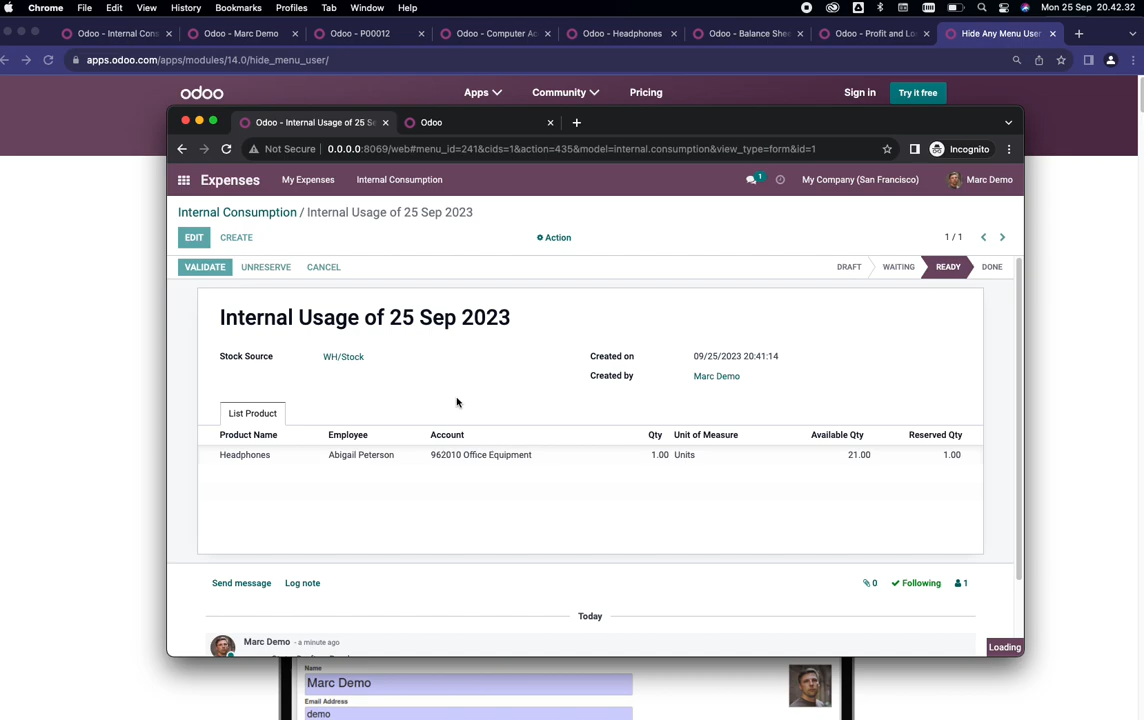 Chrome File Edit View History Bookmarks Profiles Tab Window Help Mon 25 Sep 20.42.32
Odoo - Internal Cons Odoo - Marc Demo Odoo - P00012 Odoo - Computer Ac Odoo - Headphones Odoo - Balance Shee Odoo - Profit and Lo Hide Any Menu User
apps.odoo.com/apps/modules/14.0/hide_menu_user/
odoo Apps Community Pricing Sign in Try it free
Odoo - Internal Usage of 25 Se Odoo
Not Secure 0.0.0.0:8069/web#menu_id=241&cids=1&action=435&model=internal.consumption&view_type=form&id=1 Incognito
Expenses My Expenses Internal Consumption 1 My Company (San Francisco) Marc Demo
Internal Consumption / Internal Usage of 25 Sep 2023
EDIT CREATE Action 1 / 1
VALIDATE UNRESERVE CANCEL DRAFT WAITING READY DONE
Internal Usage of 25 Sep 2023
Stock Source WH/Stock Created on 09/25/2023 20:41:14
Created by Marc Demo
List Product
Product Name Employee Account Qty Unit of Measure Available Qty Reserved Qty
Headphones Abigail Peterson 962010 Office Equipment 1.00 Units 21.00 1.00
Send message Log note 0 Following 1
Today
Marc Demo - a minute ago
Loading
Name
Marc Demo
Email Address
demo